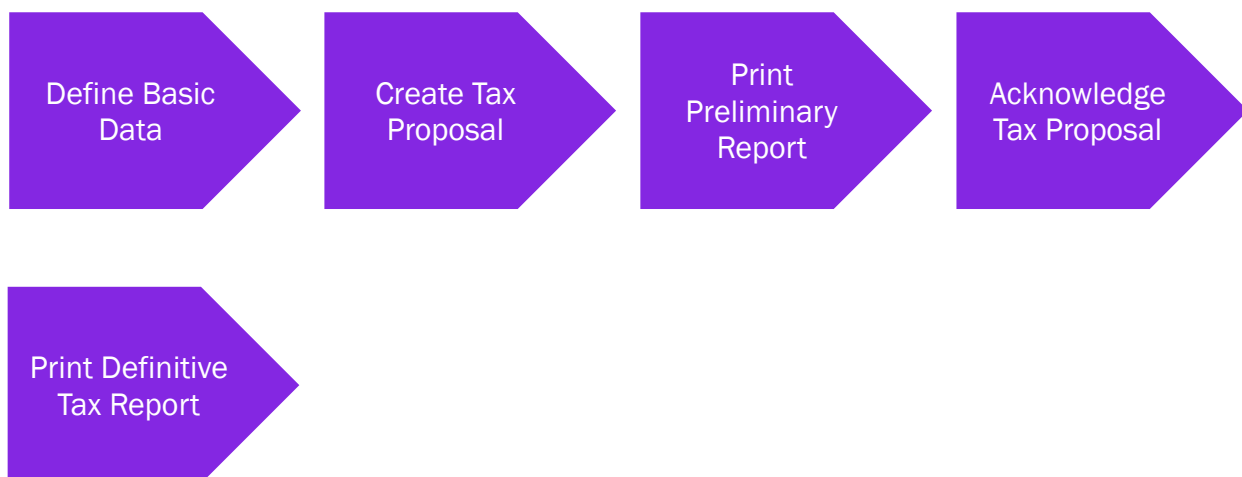 Define Basic
Data
Create Tax
Proposal
Print
Preliminary
Report
Acknowledge
Tax Proposal
Print Definitive
Tax Report